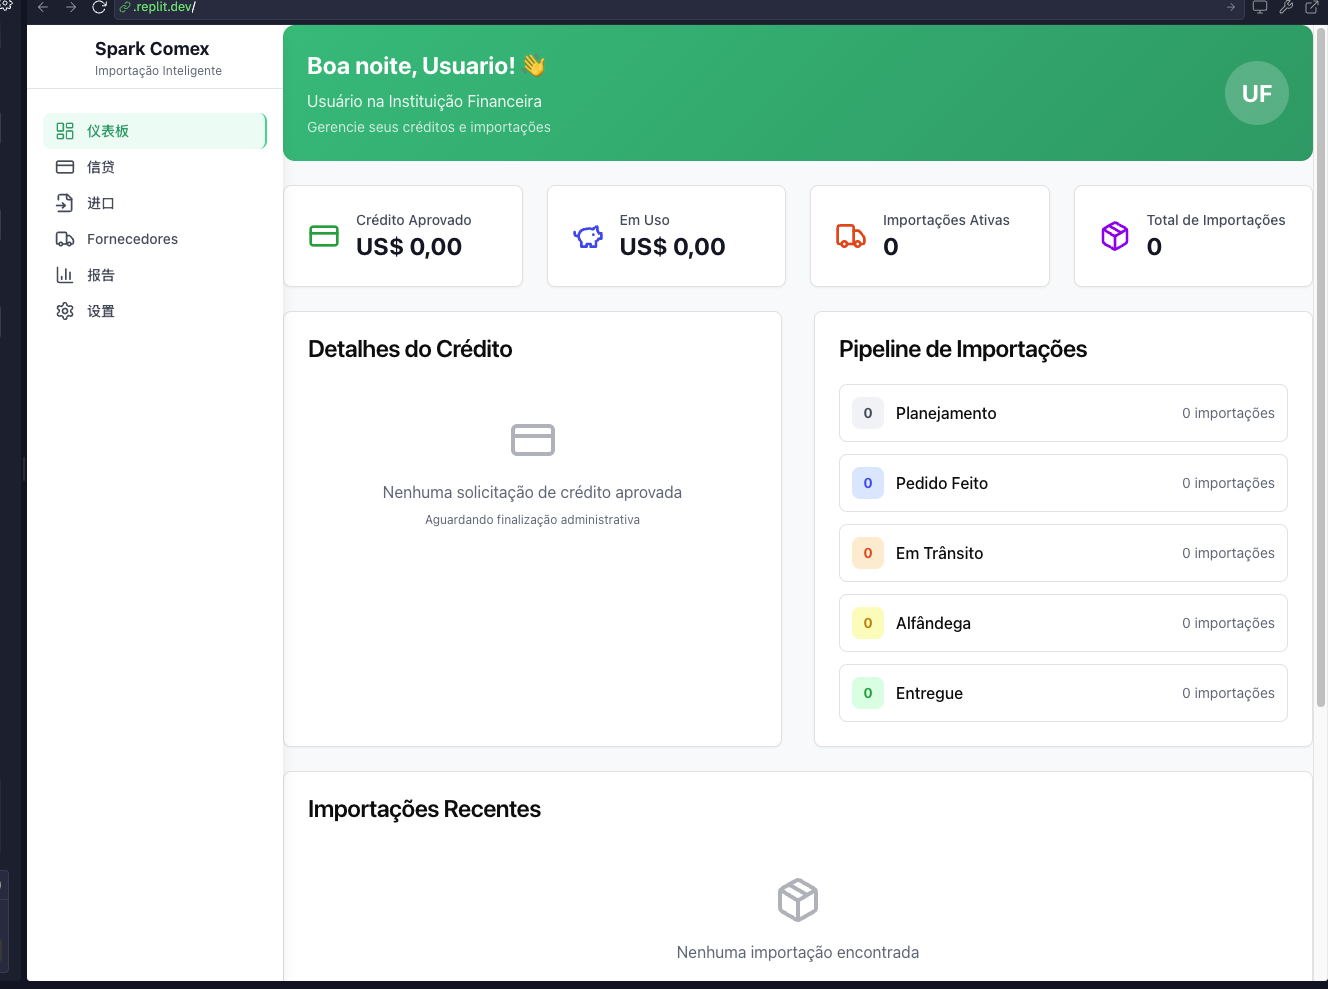 .replit.dev/
Spark Comex
Importação Inteligente
仪表板
信贷
进口
Fornecedores
报告
设置
Boa noite, Usuario! 👋
Usuário na Instituição Financeira
Gerencie seus créditos e importações
UF
Crédito Aprovado
US$ 0,00
Em Uso
US$ 0,00
Importações Ativas
0
Total de Importações
0
Detalhes do Crédito
Nenhuma solicitação de crédito aprovada
Aguardando finalização administrativa
Pipeline de Importações
0 Planejamento 0 importações
0 Pedido Feito 0 importações
0 Em Trânsito 0 importações
0 Alfândega 0 importações
0 Entregue 0 importações
Importações Recentes
Nenhuma importação encontrada